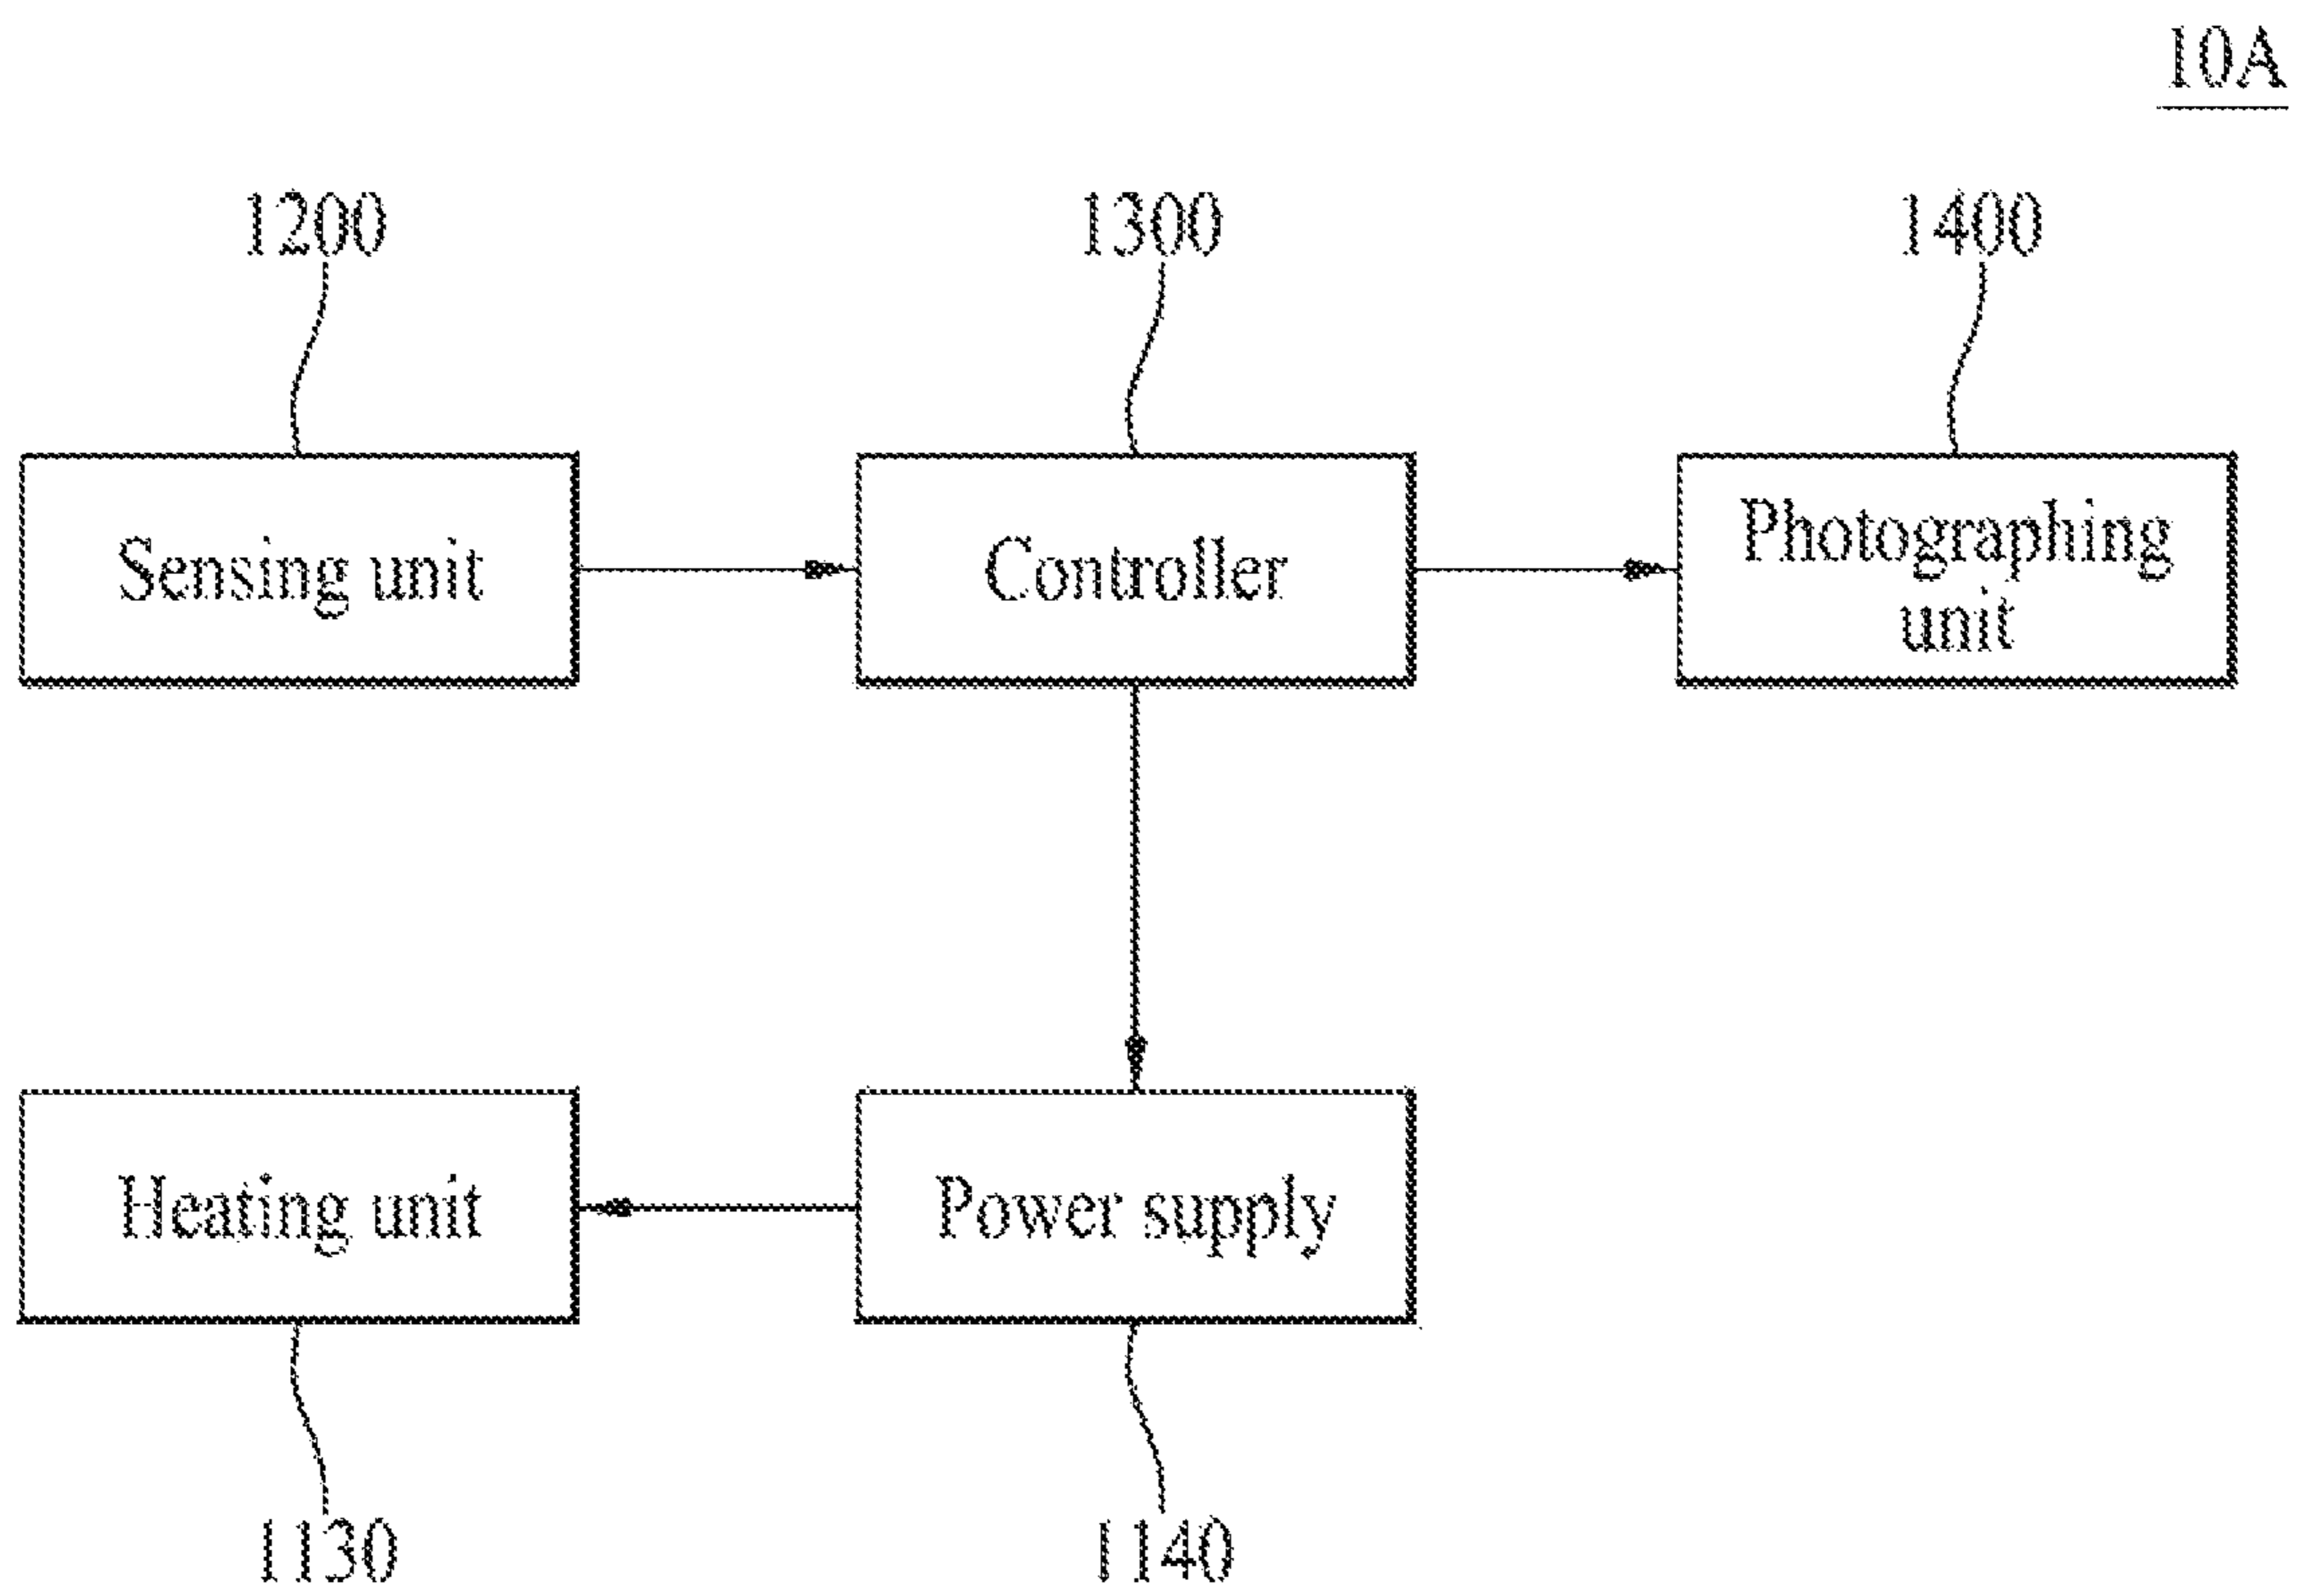 10A
1200
1300
1400
Sensing unit
Controller
Photographing
unit
Heating unit
Power supply
1130
1140